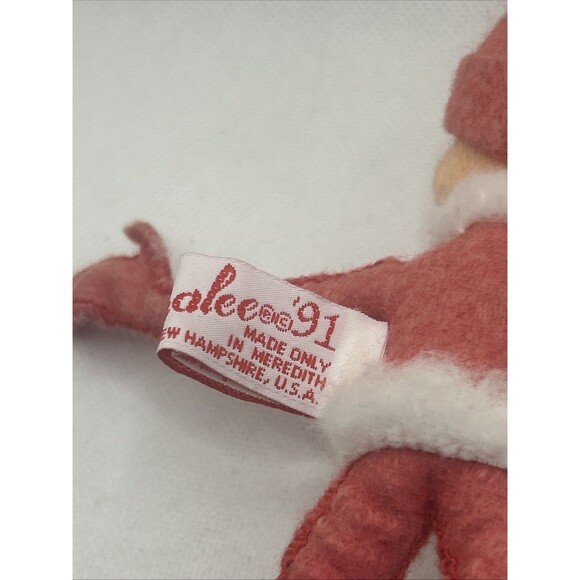 alee®© '91
MADE ONLY
IN MEREDITH
EW HAMPSHIRE, U.S.A.